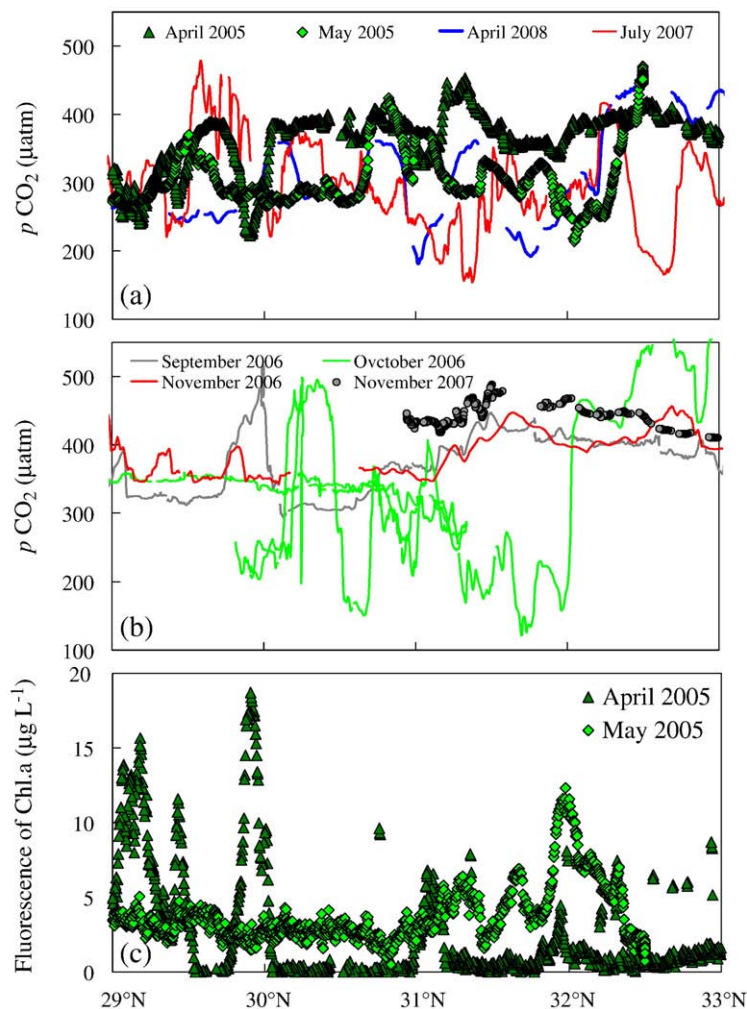 April 2005 May 2005 April 2008 July 2007
500
400
300
200
100
p CO2 (µatm)
(a)
September 2006 Ovctober 2006
November 2006 November 2007
500
400
300
200
100
p CO2 (µatm)
(b)
April 2005
May 2005
20
15
10
5
0
Fluorescence of Chl.a (µg L-1)
(c)
29°N 30°N 31°N 32°N 33°N